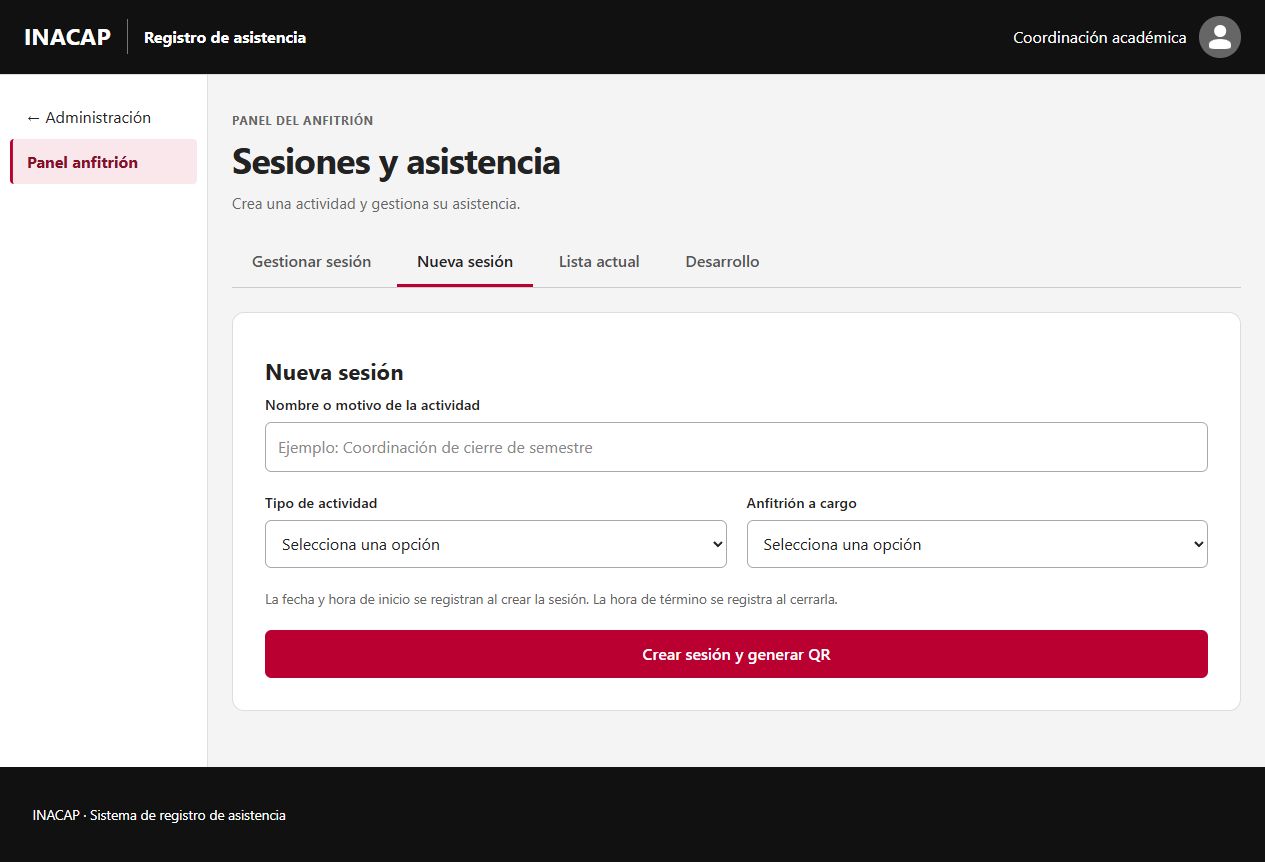 INACAP
Registro de asistencia
Coordinación académica
← Administración
Panel anfitrión
PANEL DEL ANFITRIÓN
Sesiones y asistencia
Crea una actividad y gestiona su asistencia.
Gestionar sesión
Nueva sesión
Lista actual
Desarrollo
Nueva sesión
Nombre o motivo de la actividad
Ejemplo: Coordinación de cierre de semestre
Tipo de actividad
Anfitrión a cargo
Selecciona una opción
Selecciona una opción
La fecha y hora de inicio se registran al crear la sesión. La hora de término se registra al cerrarla.
Crear sesión y generar QR
INACAP · Sistema de registro de asistencia